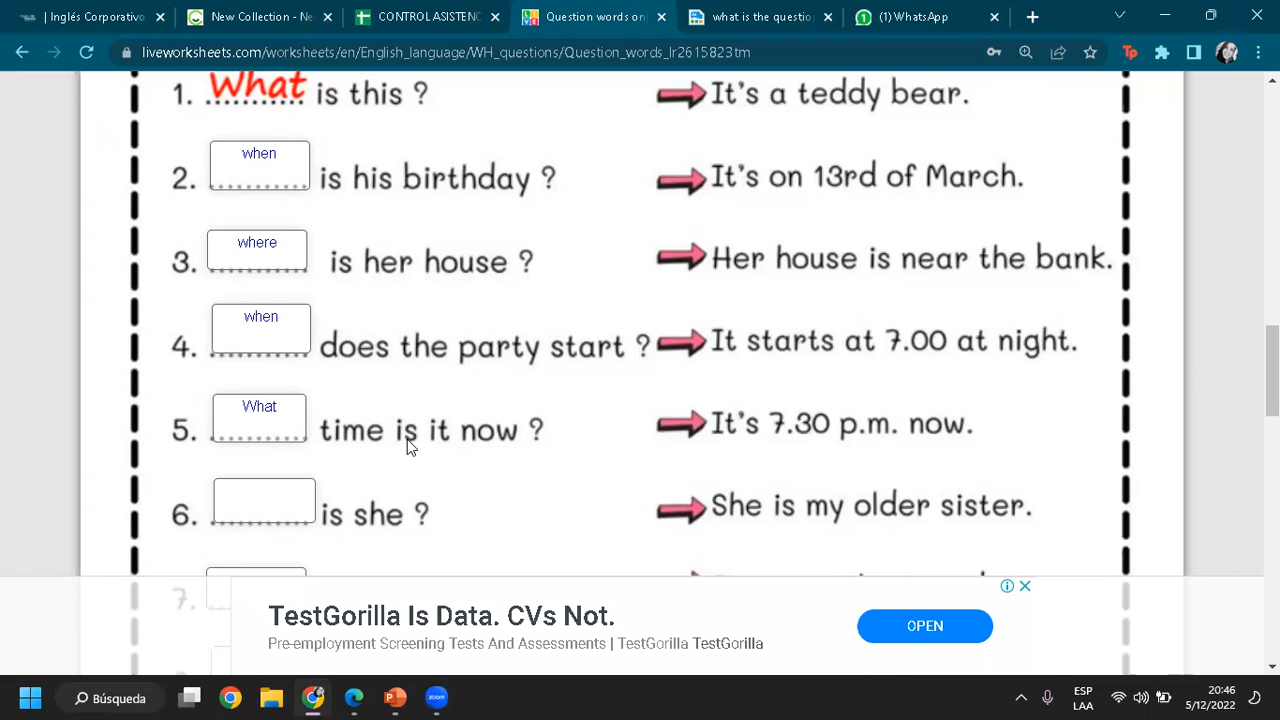 | Inglés Corporativo
New Collection - Ne
CONTROL ASISTENC
Question words on
what is the questio
(1) WhatsApp
liveworksheets.com/worksheets/en/English_language/WH_questions/Question_words_lr2615823tm
1. What is this ? It's a teddy bear.
2. when is his birthday ? It's on 13rd of March.
3. where is her house ? Her house is near the bank.
4. when does the party start ? It starts at 7.00 at night.
5. What time is it now ? It's 7.30 p.m. now.
6. is she ? She is my older sister.
7.
TestGorilla Is Data. CVs Not.
Pre-employment Screening Tests And Assessments | TestGorilla TestGorilla
OPEN
Búsqueda
zoom
ESP
LAA
20:46
5/12/2022